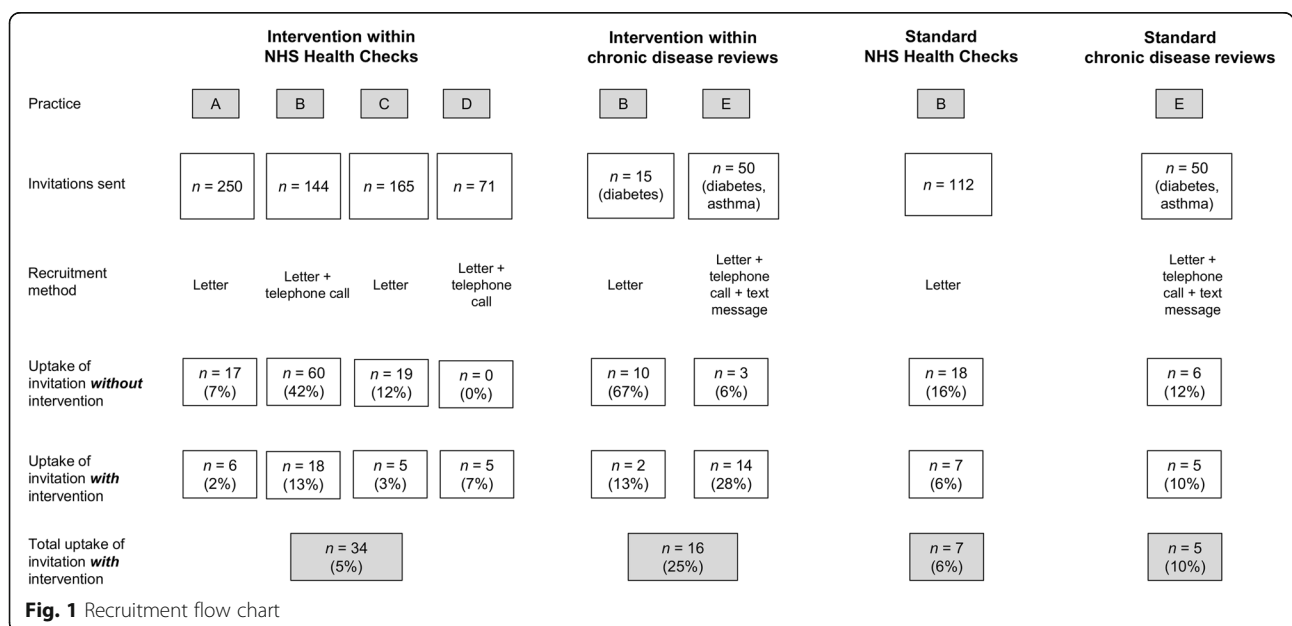 Intervention within
NHS Health Checks
Intervention within
chronic disease reviews
Standard
NHS Health Checks
Standard
chronic disease reviews
Practice
A
B
C
D
B
E
B
E
Invitations sent
n = 250
n = 144
n = 165
n = 71
n = 15
(diabetes)
n = 50
(diabetes,
asthma)
n = 112
n = 50
(diabetes,
asthma)
Recruitment
method
Letter
Letter +
telephone call
Letter
Letter +
telephone
call
Letter
Letter +
telephone
call + text
message
Letter
Letter +
telephone
call + text
message
Uptake of
invitation without
intervention
n = 17
(7%)
n = 60
(42%)
n = 19
(12%)
n = 0
(0%)
n = 10
(67%)
n = 3
(6%)
n = 18
(16%)
n = 6
(12%)
Uptake of
invitation with
intervention
n = 6
(2%)
n = 18
(13%)
n = 5
(3%)
n = 5
(7%)
n = 2
(13%)
n = 14
(28%)
n = 7
(6%)
n = 5
(10%)
Total uptake of
invitation with
intervention
n = 34
(5%)
n = 16
(25%)
n = 7
(6%)
n = 5
(10%)
Fig. 1 Recruitment flow chart